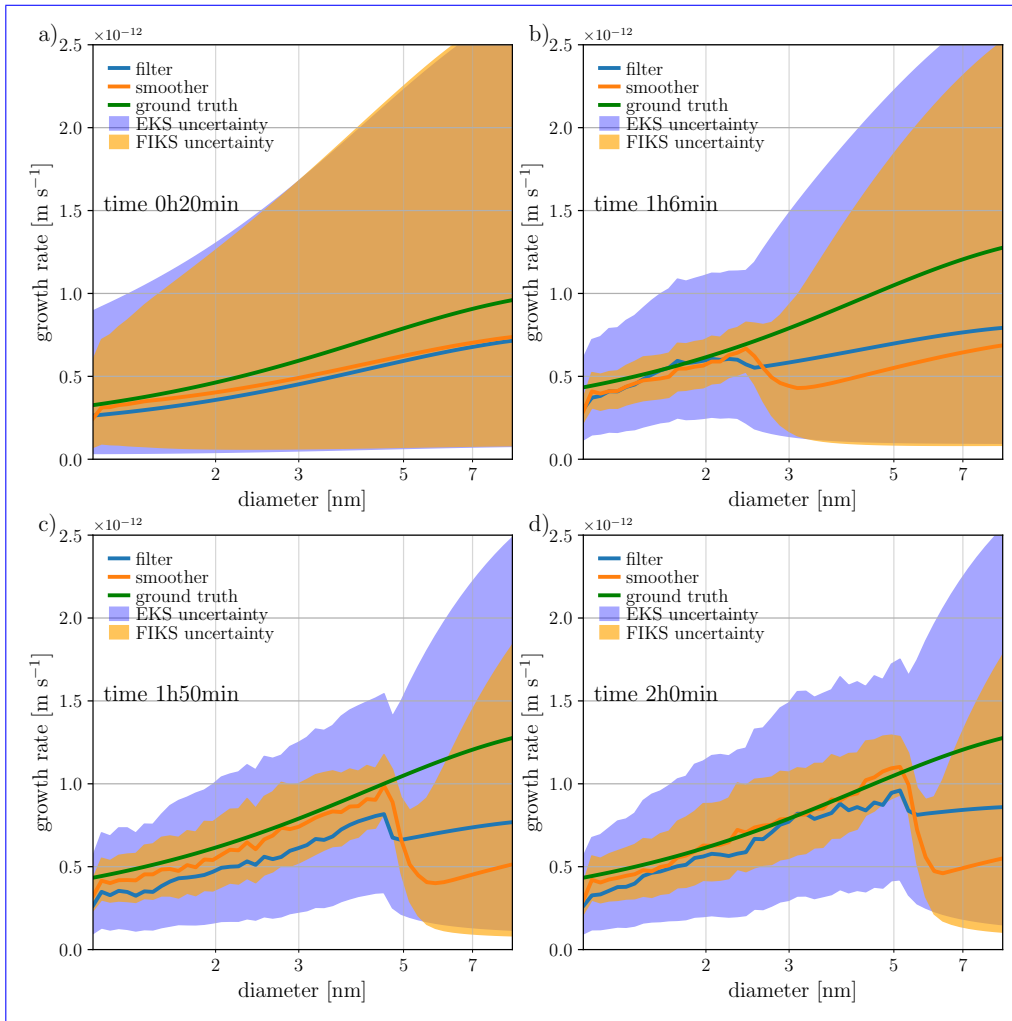 a)
×10⁻¹²
filter
smoother
ground truth
EKS uncertainty
FIKS uncertainty
time 0h20min
growth rate [m s⁻¹]
2.5
2.0
1.5
1.0
0.5
0.0
2 3 5 7
diameter [nm]
b)
×10⁻¹²
filter
smoother
ground truth
EKS uncertainty
FIKS uncertainty
time 1h6min
growth rate [m s⁻¹]
2.5
2.0
1.5
1.0
0.5
0.0
2 3 5 7
diameter [nm]
c)
×10⁻¹²
filter
smoother
ground truth
EKS uncertainty
FIKS uncertainty
time 1h50min
growth rate [m s⁻¹]
2.5
2.0
1.5
1.0
0.5
0.0
2 3 5 7
diameter [nm]
d)
×10⁻¹²
filter
smoother
ground truth
EKS uncertainty
FIKS uncertainty
time 2h0min
growth rate [m s⁻¹]
2.5
2.0
1.5
1.0
0.5
0.0
2 3 5 7
diameter [nm]